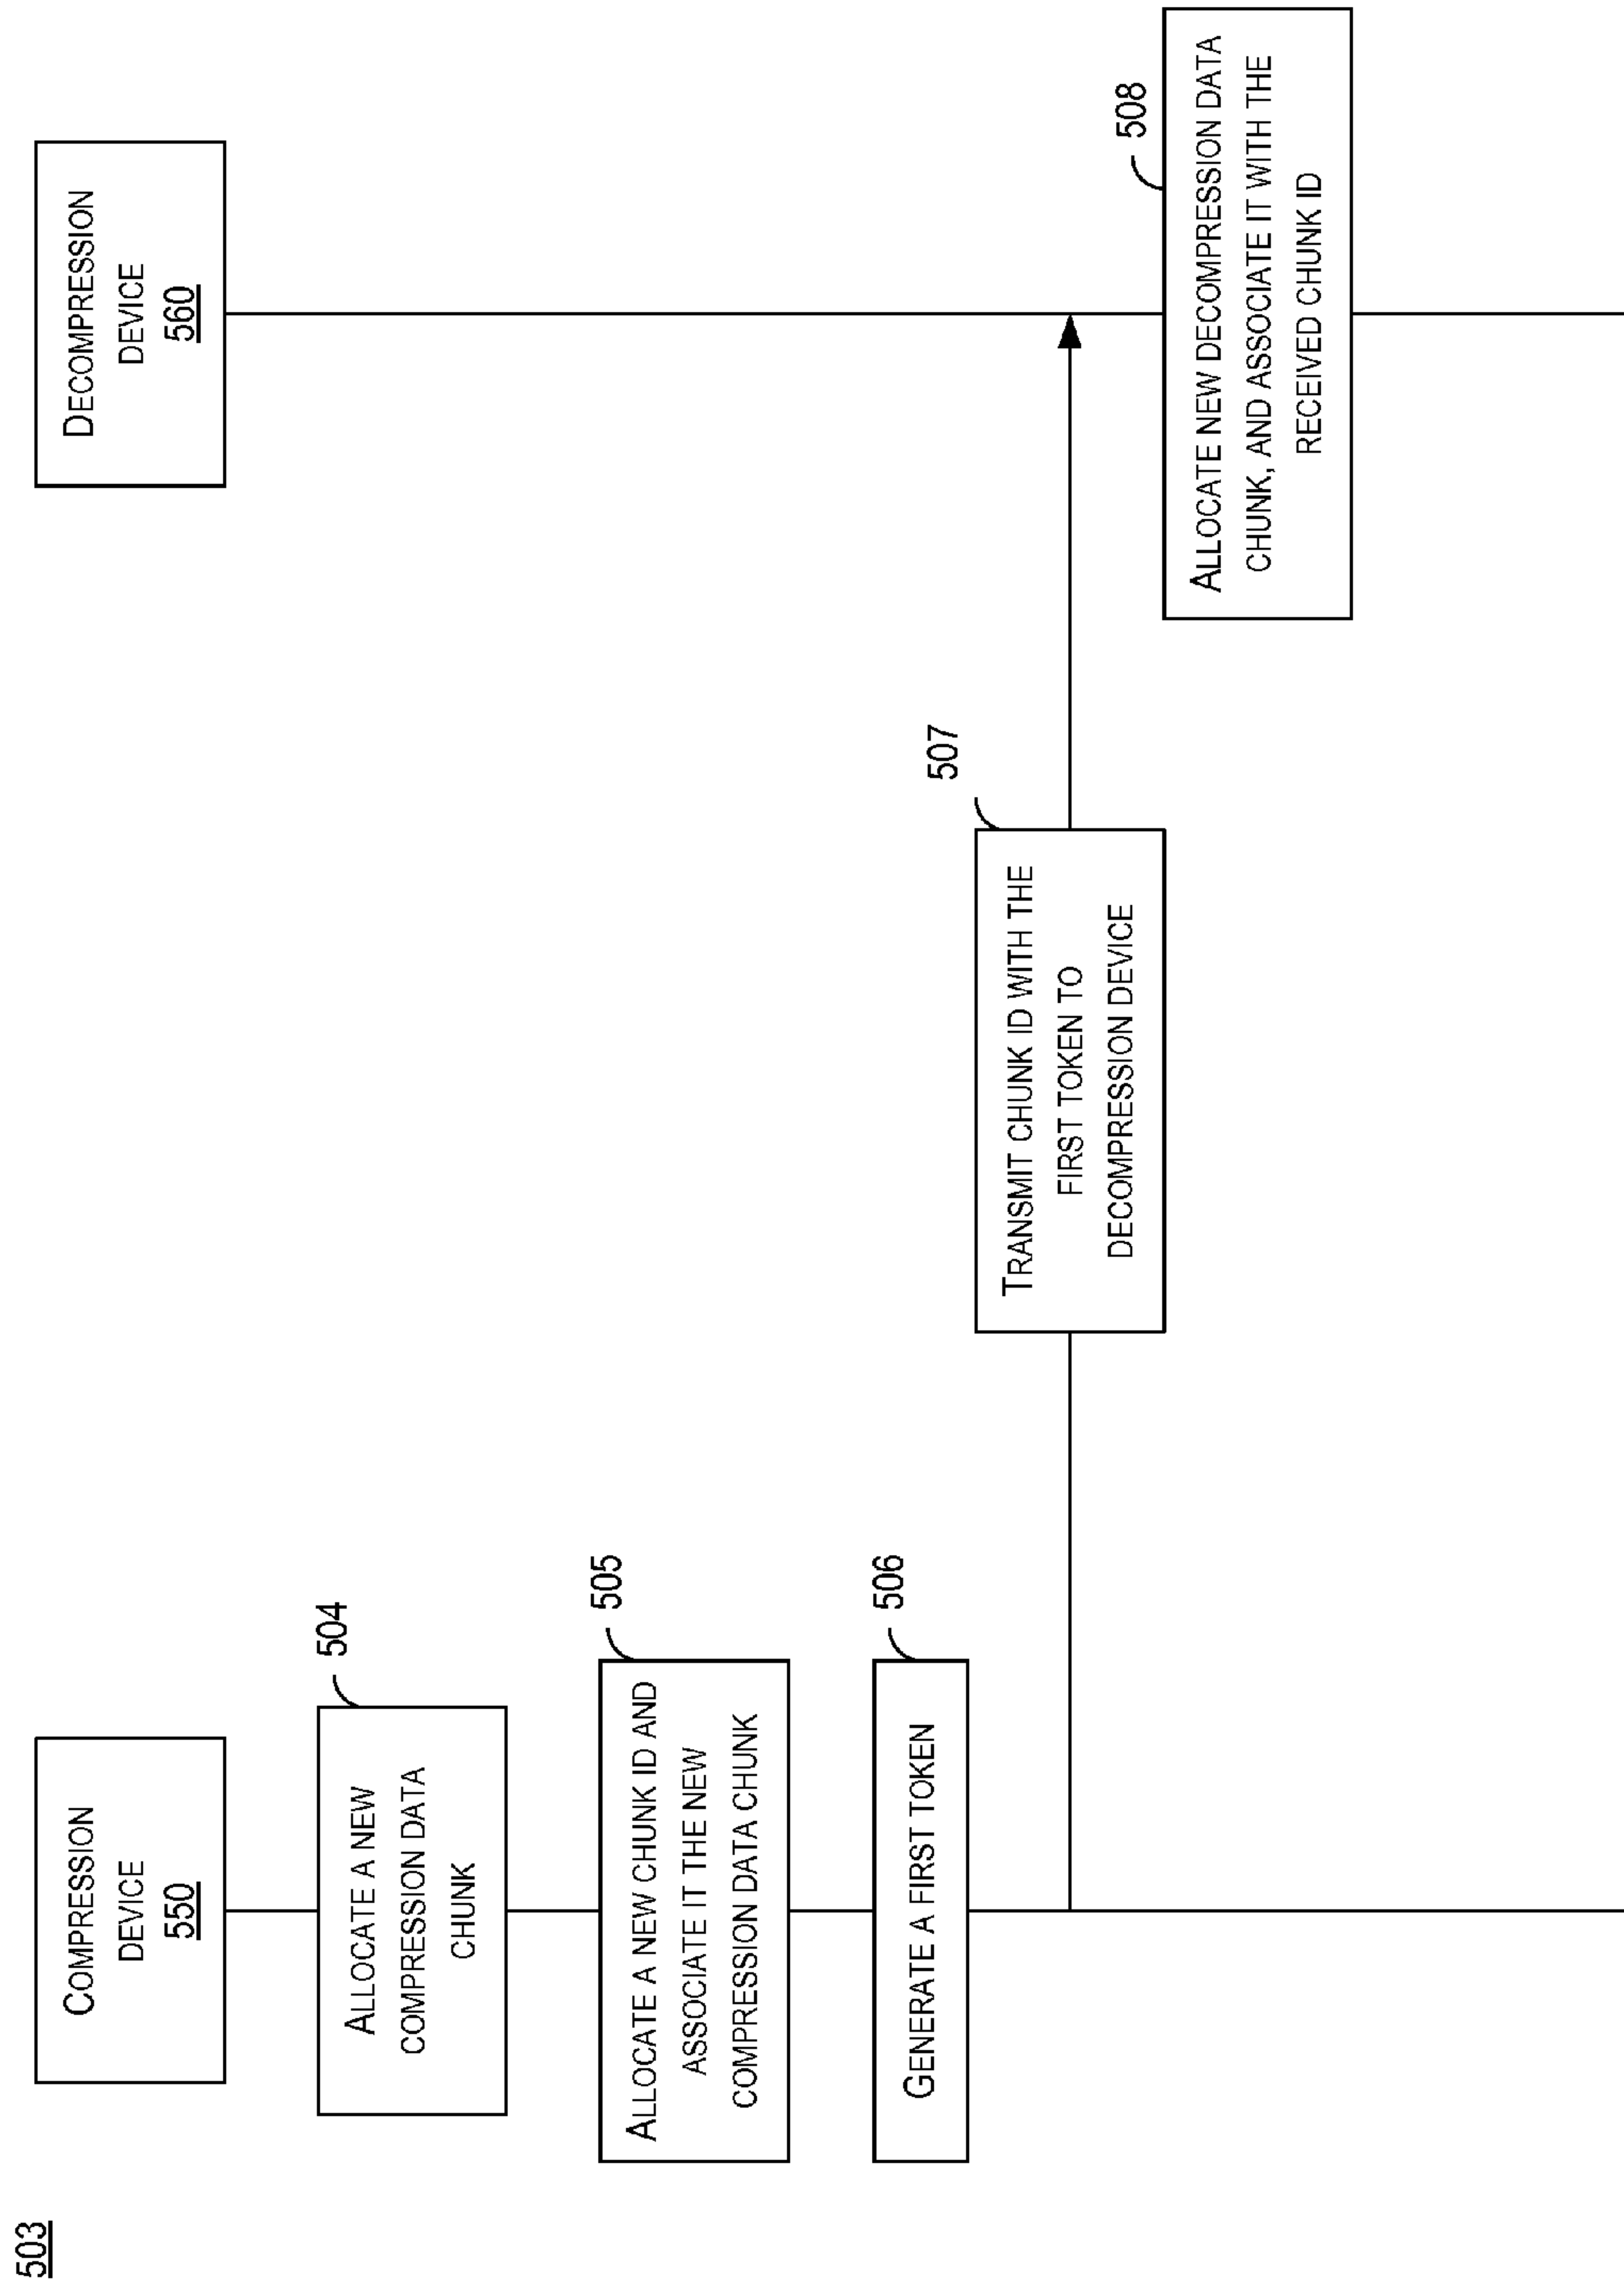 503
COMPRESSION
DEVICE
550
DECOMPRESSION
DEVICE
560
504
ALLOCATE A NEW
COMPRESSION DATA
CHUNK
505
ALLOCATE A NEW CHUNK ID AND
ASSOCIATE IT THE NEW
COMPRESSION DATA CHUNK
506
GENERATE A FIRST TOKEN
507
TRANSMIT CHUNK ID WITH THE
FIRST TOKEN TO
DECOMPRESSION DEVICE
508
ALLOCATE NEW DECOMPRESSION DATA
CHUNK, AND ASSOCIATE IT WITH THE
RECEIVED CHUNK ID